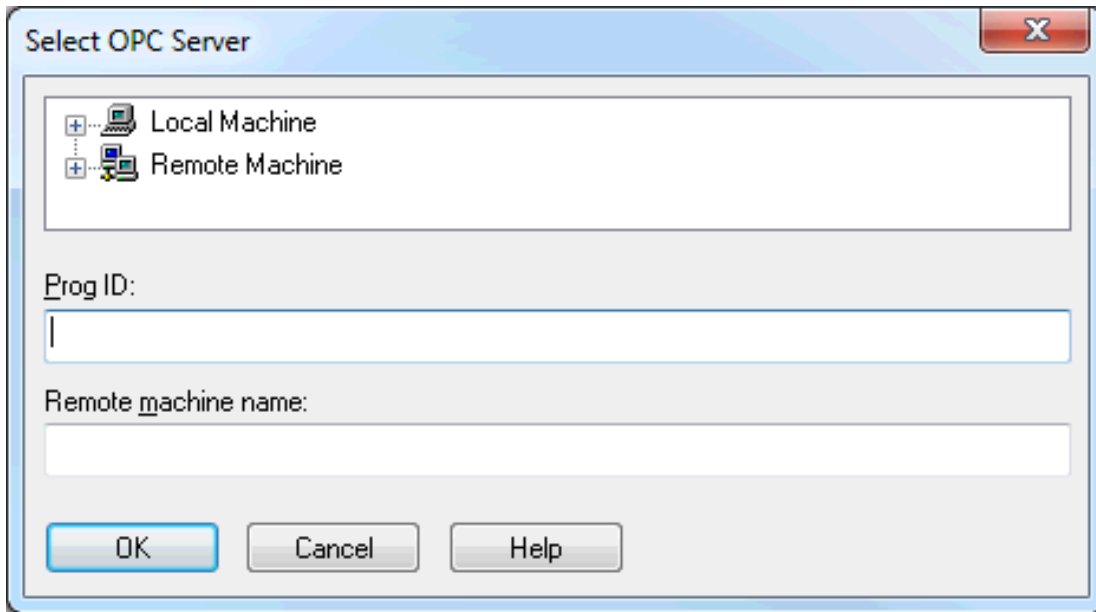 Select OPC Server
Local Machine
Remote Machine
Prog ID:
Remote machine name:
OK
Cancel
Help